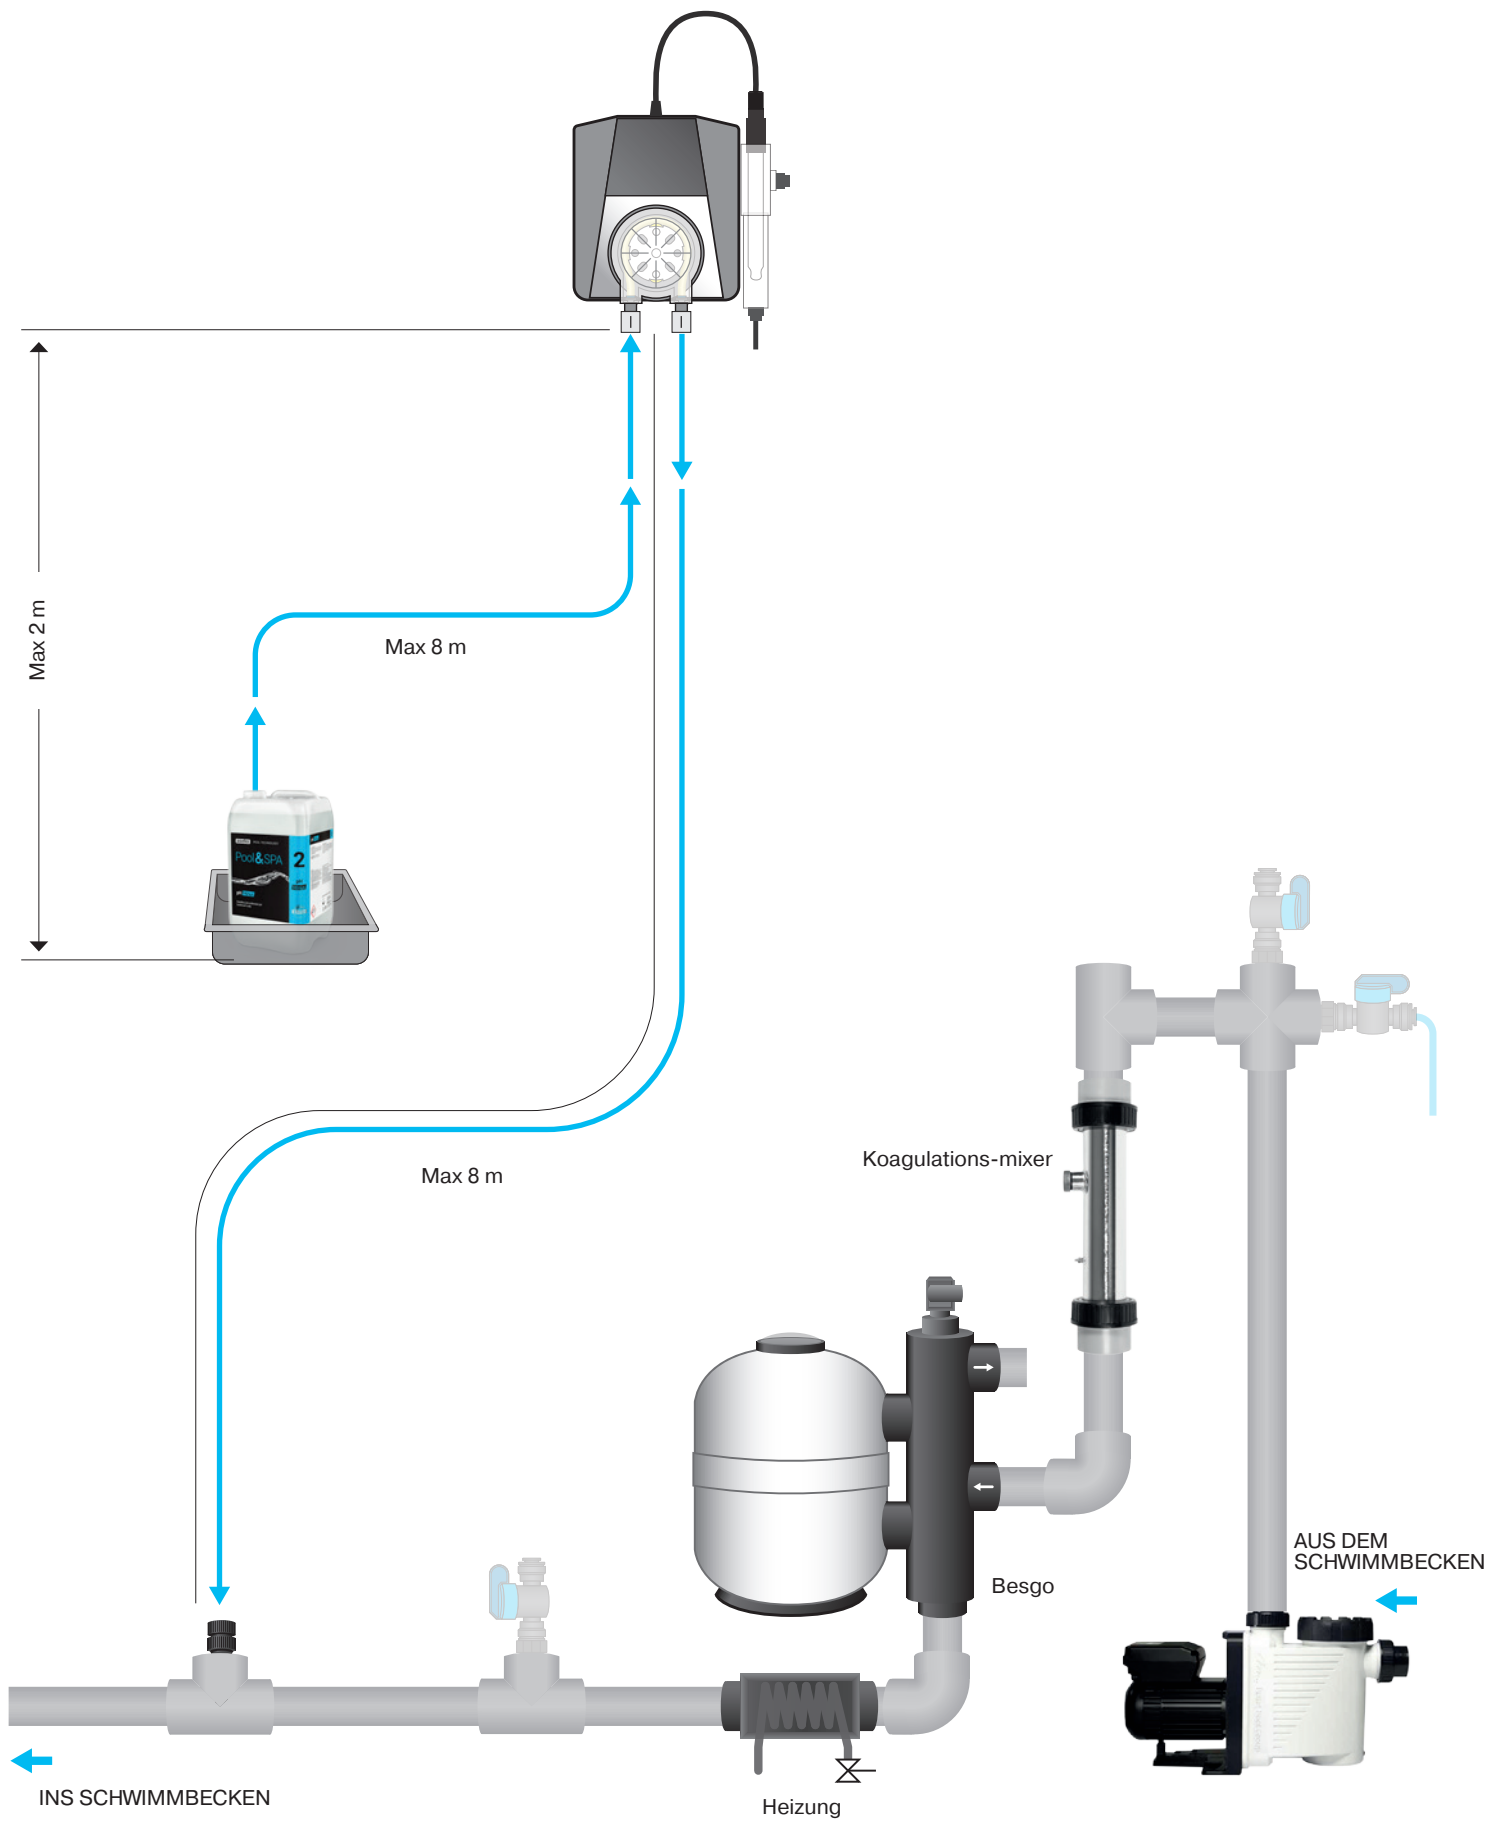 Max 2 m
Max 8 m
Pool&SPA
2
Max 8 m
Koagulations-mixer
AUS DEM
SCHWIMMBECKEN
Besgo
INS SCHWIMMBECKEN
Heizung